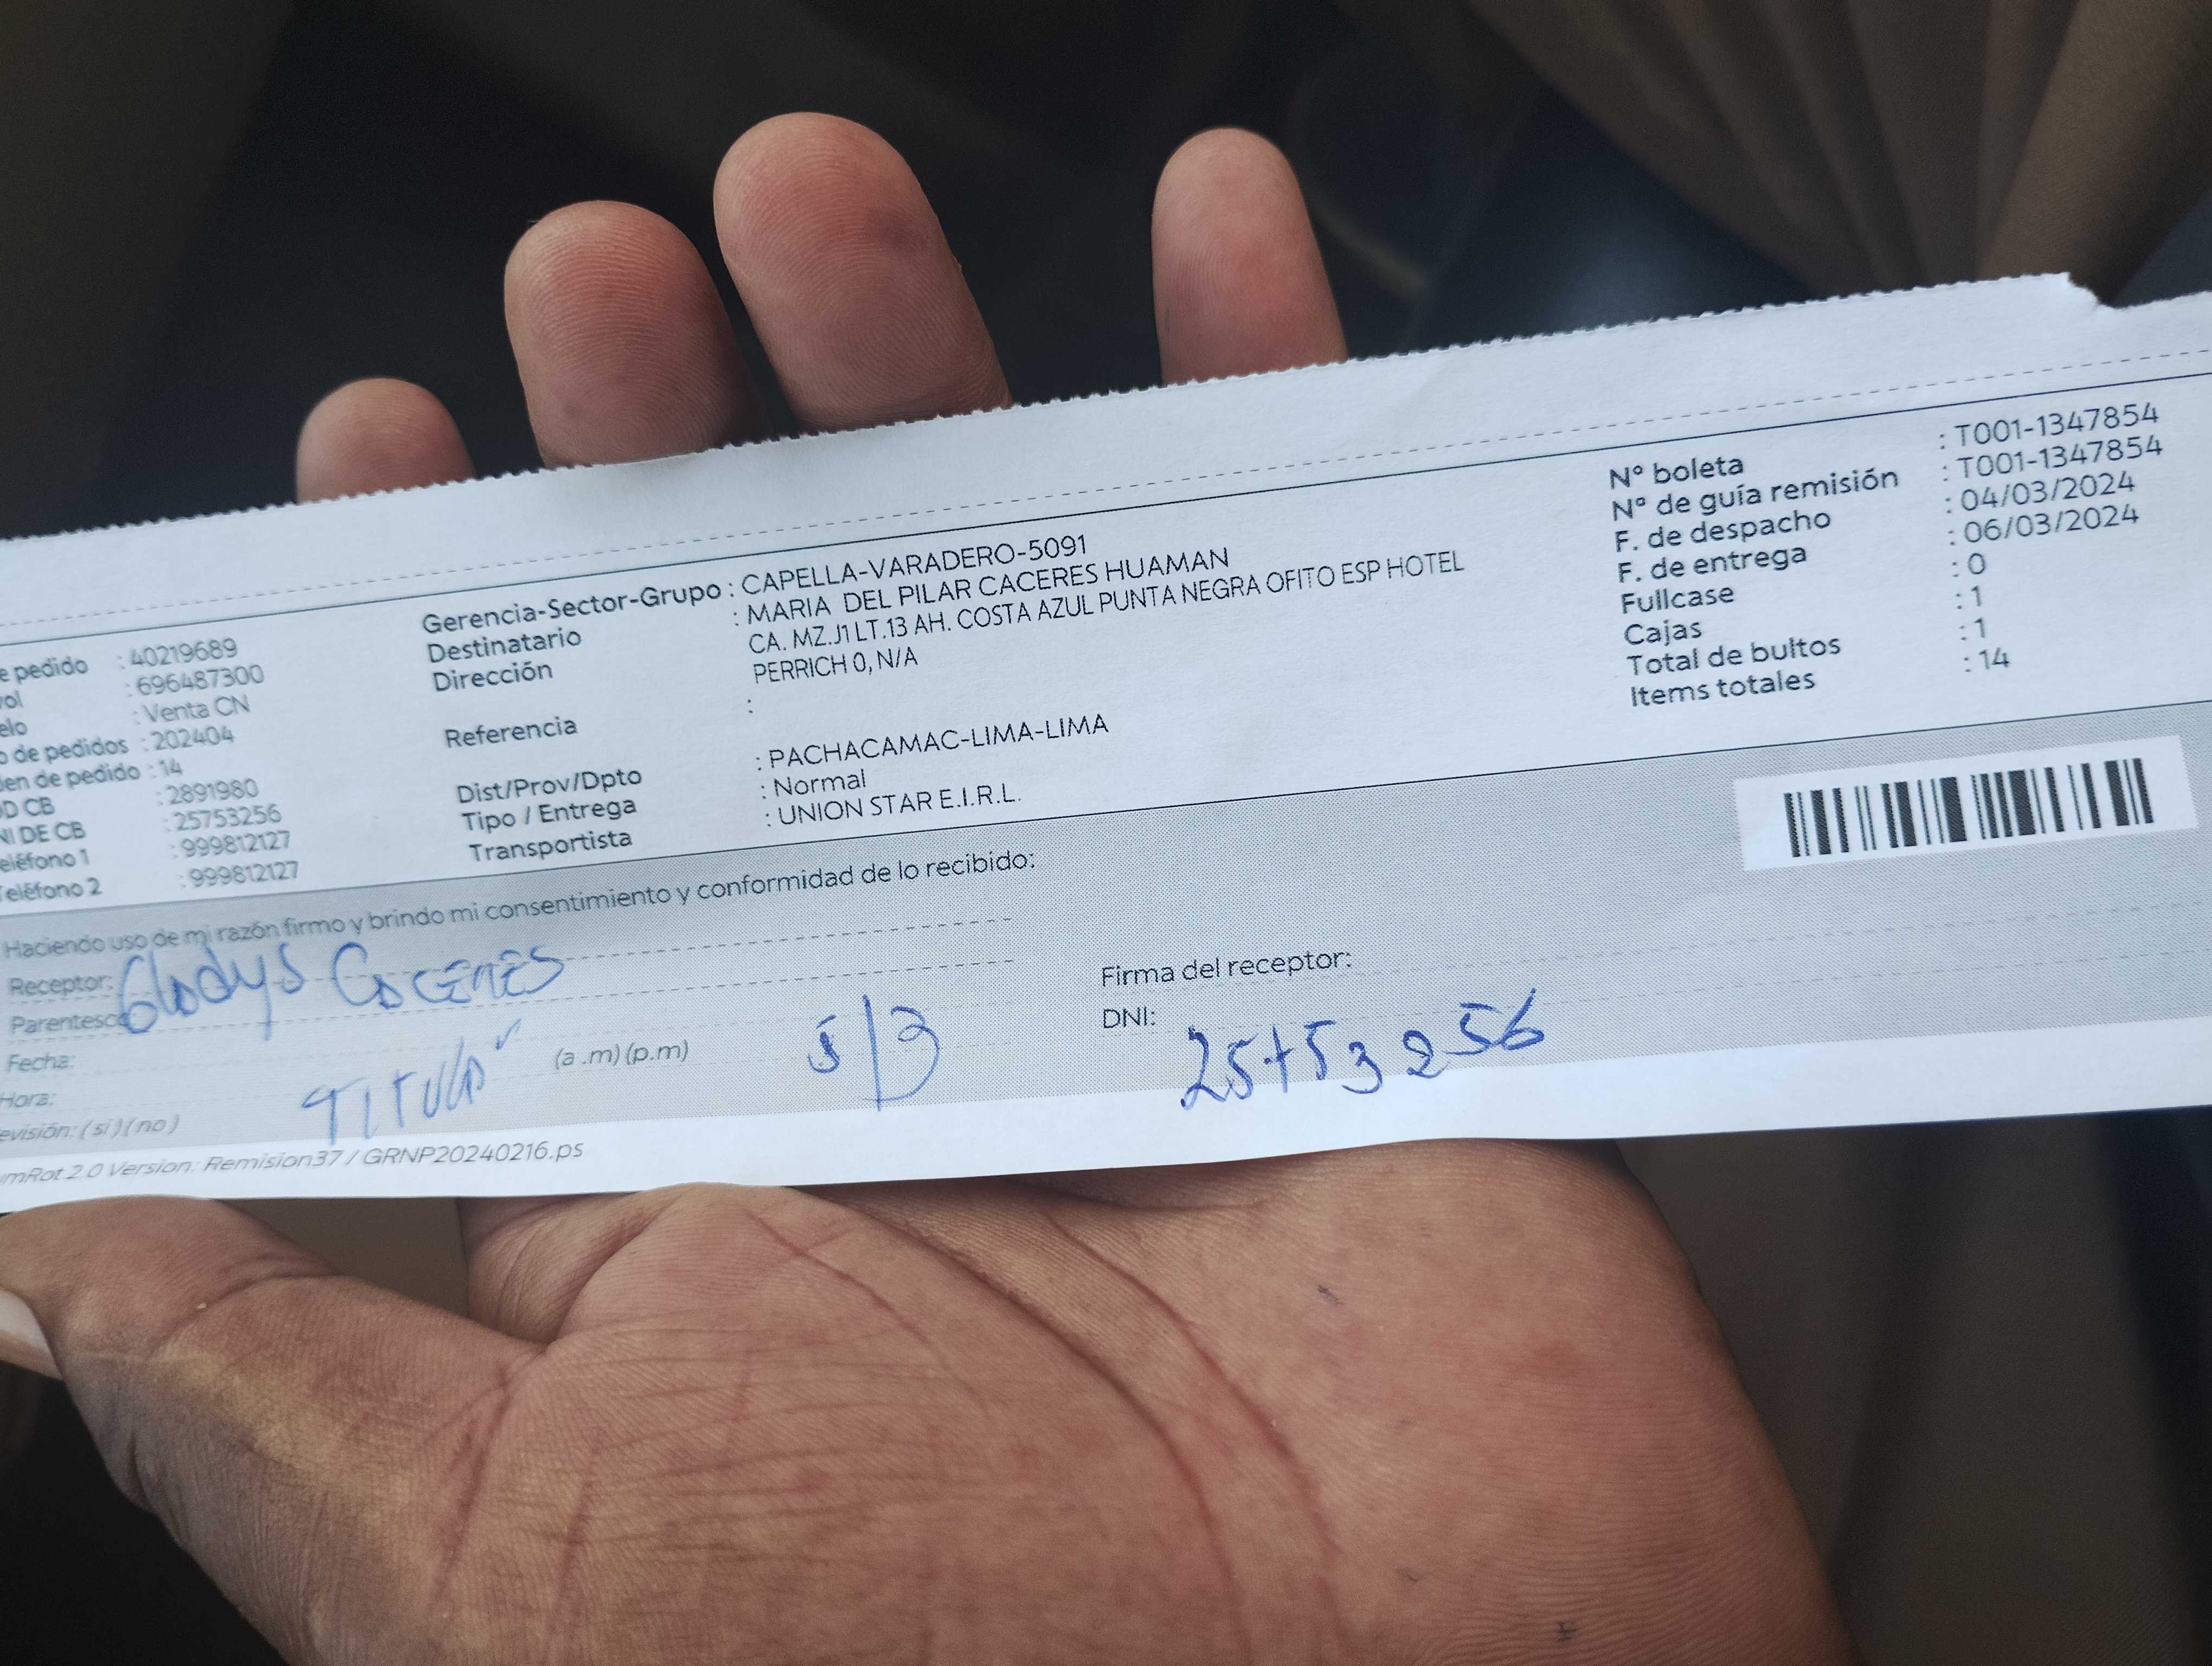 e pedido : 40219689
vol : 696487300
elo : Venta CN
o de pedidos : 202404
den de pedido : 14
OD CB : 2891980
NI DE CB : 25753256
eléfono 1 : 999812127
Teléfono 2 : 999812127
Gerencia-Sector-Grupo : CAPELLA-VARADERO-5091
Destinatario : MARIA DEL PILAR CACERES HUAMAN
Dirección CA. MZ.J1 LT.13 AH. COSTA AZUL PUNTA NEGRA OFITO ESP HOTEL
PERRICH 0, N/A
Referencia :
Dist/Prov/Dpto : PACHACAMAC-LIMA-LIMA
Tipo / Entrega : Normal
Transportista : UNION STAR E.I.R.L.
N° boleta : T001-1347854
N° de guía remisión : T001-1347854
F. de despacho : 04/03/2024
F. de entrega : 06/03/2024
Fullcase : 0
Cajas : 1
Total de bultos : 1
Items totales : 14
Haciendo uso de mi razón firmo y brindo mi consentimiento y conformidad de lo recibido:
Receptor: Gladys
Parentesco
Fecha:
Hora: (a .m) (p.m) 5/3
evisión: ( si ) ( no )
Firma del receptor:
DNI: 25753256
mRot 2.0 Version: Remision37 / GRNP20240216.ps